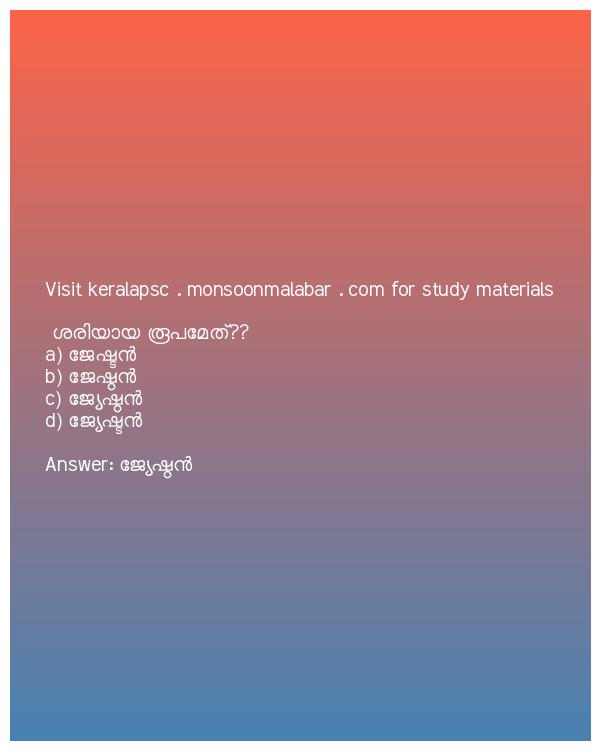 Visit keralapsc . monsoonmalabar . com for study materials
ശരിയായ രൂപമേത്??
a) ജേഷ്ടൻ
b) ജേഷ്ഠൻ
c) ജ്യേഷ്ഠൻ
d) ജ്യേഷ്ടൻ
Answer: ജ്യേഷ്ഠൻ